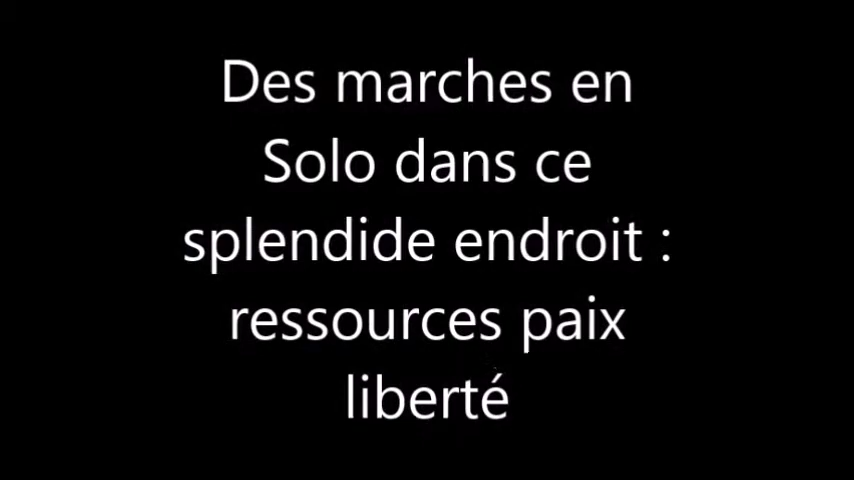 Des marches en
Solo dans ce
splendide endroit :
ressources paix
liberté